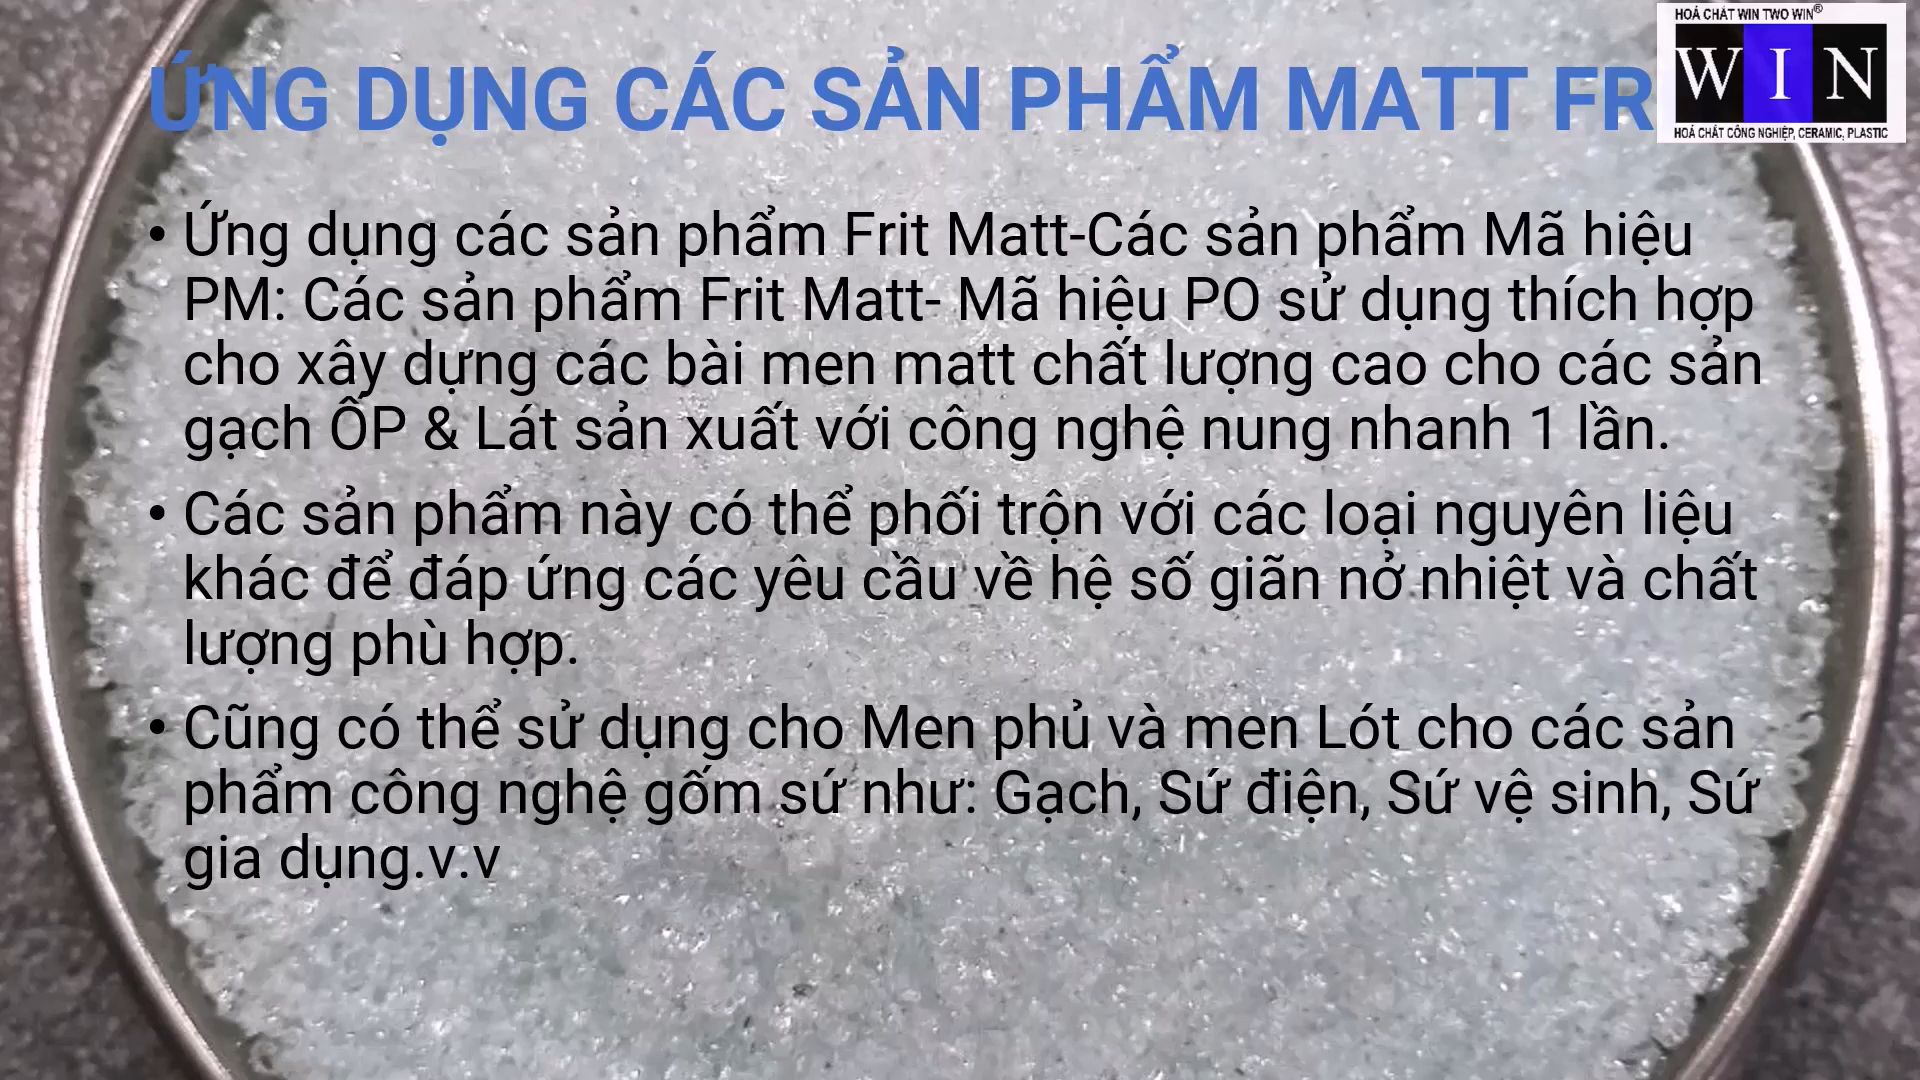 HOÁ CHẤT WIN TWO WIN®
WIN
HOÁ CHẤT CÔNG NGHIỆP, CERAMIC, PLASTIC
ỨNG DỤNG CÁC SẢN PHẨM MATT FR
• Ứng dụng các sản phẩm Frit Matt-Các sản phẩm Mã hiệu
PM: Các sản phẩm Frit Matt- Mã hiệu PO sử dụng thích hợp
cho xây dựng các bài men matt chất lượng cao cho các sản
gạch ỐP & Lát sản xuất với công nghệ nung nhanh 1 lần.
• Các sản phẩm này có thể phối trộn với các loại nguyên liệu
khác để đáp ứng các yêu cầu về hệ số giãn nở nhiệt và chất
lượng phù hợp.
• Cũng có thể sử dụng cho Men phủ và men Lót cho các sản
phẩm công nghệ gốm sứ như: Gạch, Sứ điện, Sứ vệ sinh, Sứ
gia dụng.v.v